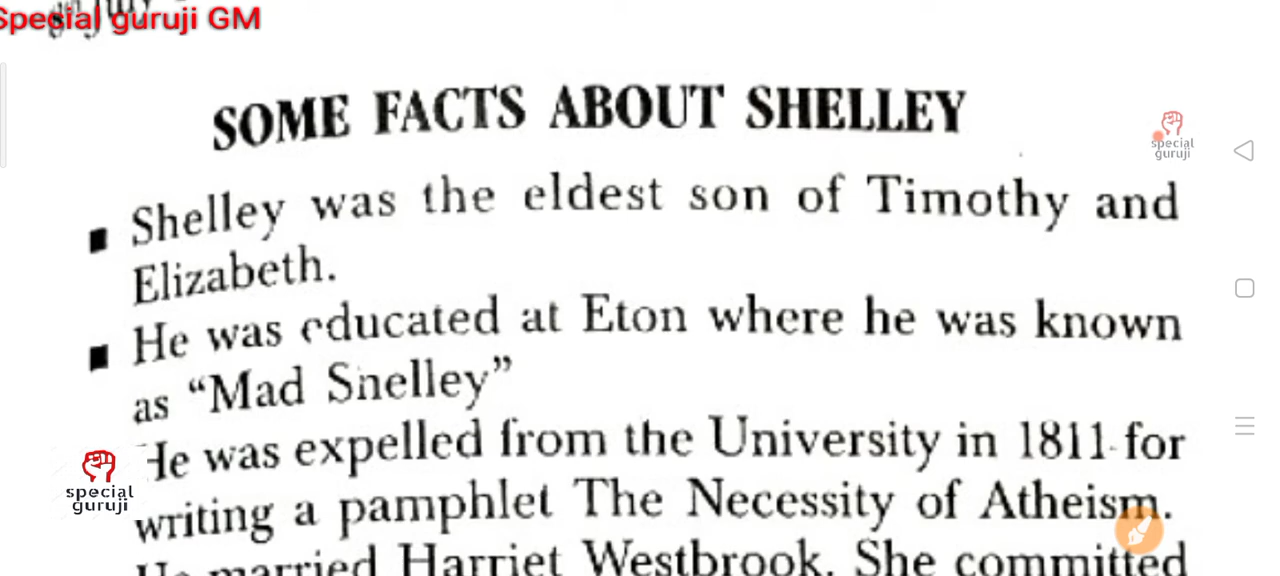 Special guruji GM
SOME FACTS ABOUT SHELLEY
special
guruji
■ Shelley was the eldest son of Timothy and
Elizabeth.
■ He was educated at Eton where he was known
as “Mad Shelley”
He was expelled from the University in 1811 for
special
guruji
writing a pamphlet The Necessity of Atheism.
He married Harriet Westbrook. She committed